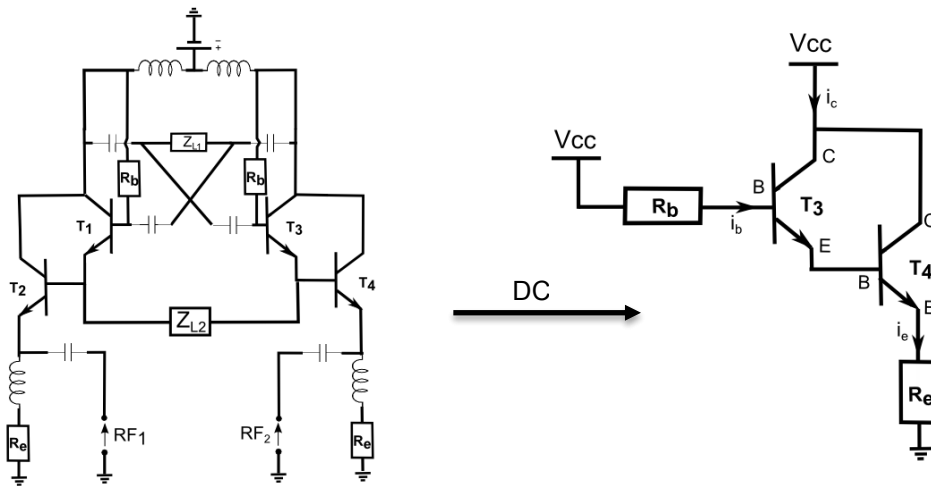 − +
Z_L1
R_b R_b
T_1 T_3
T_2 T_4
Z_L2
R_e RF_1 RF_2 R_e
DC
Vcc
i_c
Vcc
C
B
R_b T_3
i_b
E C
B T_4
E
i_e
R_e